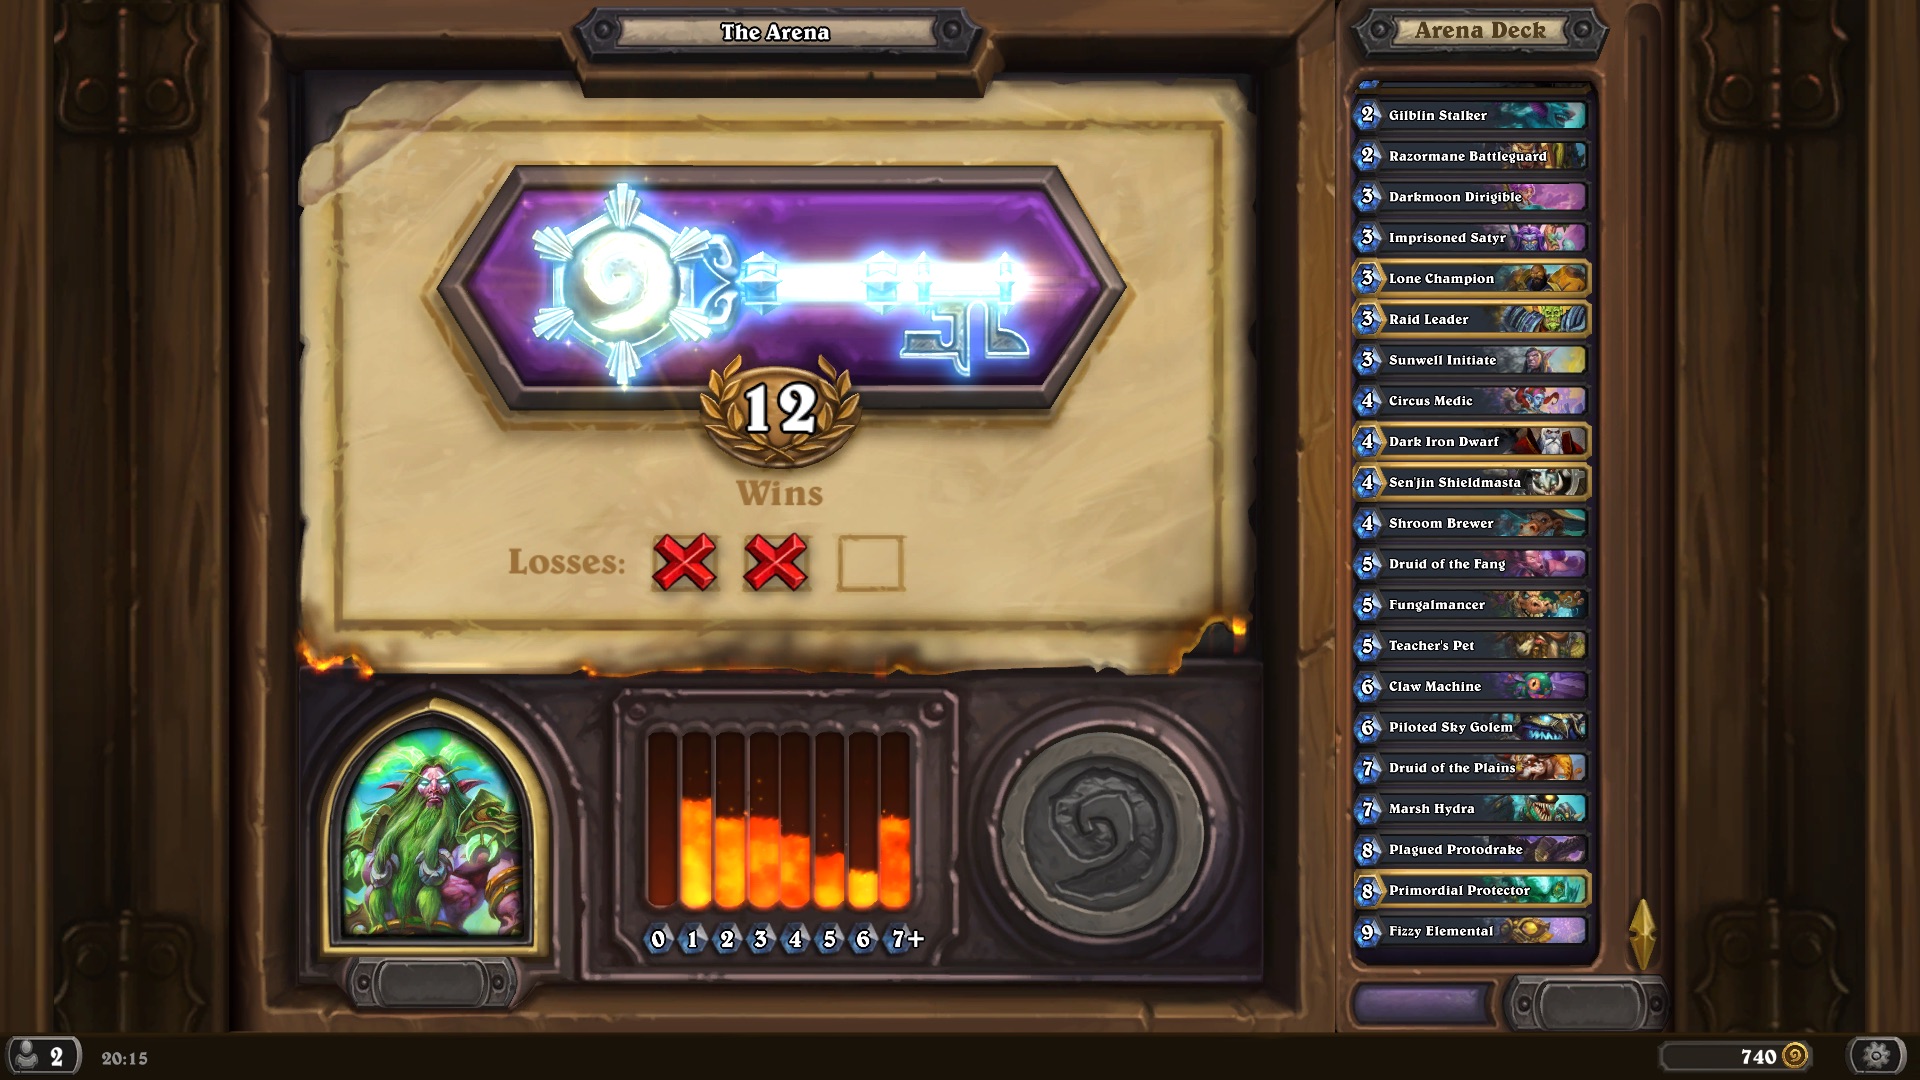 The Arena
12
Wins
Losses:
0 1 2 3 4 5 6 7+
Arena Deck
2 Gilblin Stalker
2 Razormane Battleguard
3 Darkmoon Dirigible
3 Imprisoned Satyr
3 Lone Champion
3 Raid Leader
3 Sunwell Initiate
4 Circus Medic
4 Dark Iron Dwarf
4 Sen'jin Shieldmasta
4 Shroom Brewer
5 Druid of the Fang
5 Fungalmancer
5 Teacher's Pet
6 Claw Machine
6 Piloted Sky Golem
7 Druid of the Plains
7 Marsh Hydra
8 Plagued Protodrake
8 Primordial Protector
9 Fizzy Elemental
2
20:15
740